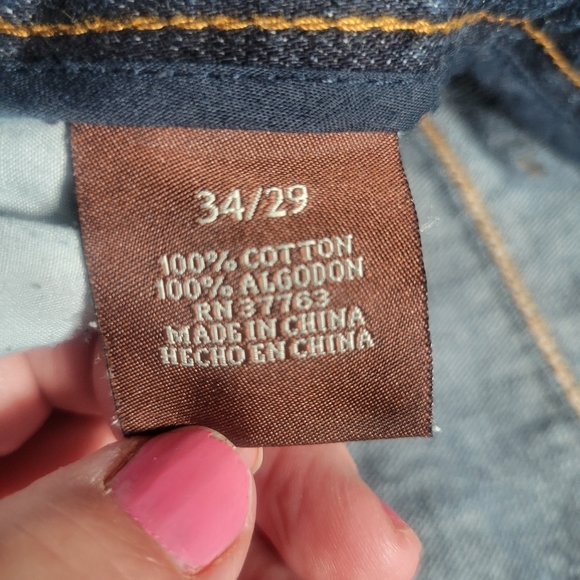 34/29
100% COTTON
100% ALGODON
RN 37763
MADE IN CHINA
HECHO EN CHINA